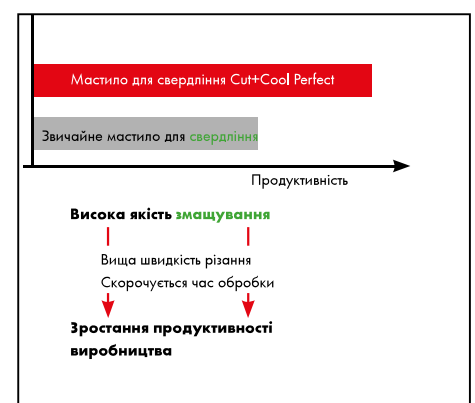 Мастило для свердління Cut+Cool Perfect
Звичайне мастило для свердління
Продуктивність
Висока якість змащування
Вища швидкість різання
Скорочується час обробки
Зростання продуктивності
виробництва